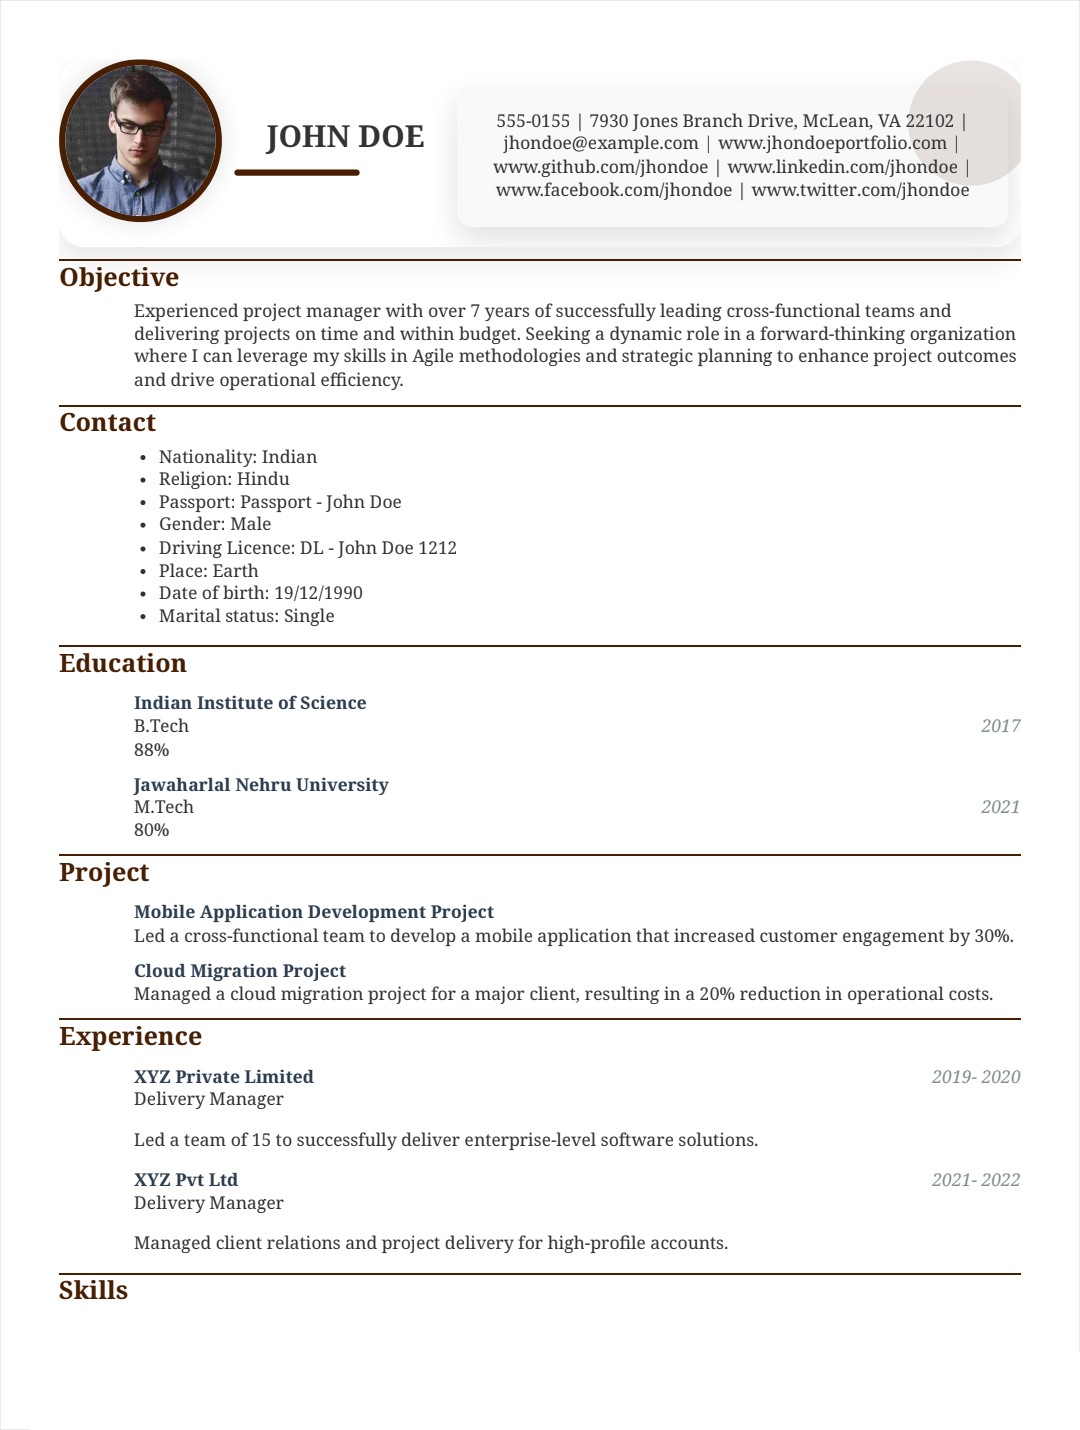 JOHN DOE
555-0155 | 7930 Jones Branch Drive, McLean, VA 22102 |
jhondoe@example.com | www.jhondoeportfolio.com |
www.github.com/jhondoe | www.linkedin.com/jhondoe |
www.facebook.com/jhondoe | www.twitter.com/jhondoe
Objective
Experienced project manager with over 7 years of successfully leading cross-functional teams and
delivering projects on time and within budget. Seeking a dynamic role in a forward-thinking organization
where I can leverage my skills in Agile methodologies and strategic planning to enhance project outcomes
and drive operational efficiency.
Contact
• Nationality: Indian
• Religion: Hindu
• Passport: Passport - John Doe
• Gender: Male
• Driving Licence: DL - John Doe 1212
• Place: Earth
• Date of birth: 19/12/1990
• Marital status: Single
Education
Indian Institute of Science
B.Tech 2017
88%
Jawaharlal Nehru University
M.Tech 2021
80%
Project
Mobile Application Development Project
Led a cross-functional team to develop a mobile application that increased customer engagement by 30%.
Cloud Migration Project
Managed a cloud migration project for a major client, resulting in a 20% reduction in operational costs.
Experience
XYZ Private Limited 2019- 2020
Delivery Manager
Led a team of 15 to successfully deliver enterprise-level software solutions.
XYZ Pvt Ltd 2021- 2022
Delivery Manager
Managed client relations and project delivery for high-profile accounts.
Skills